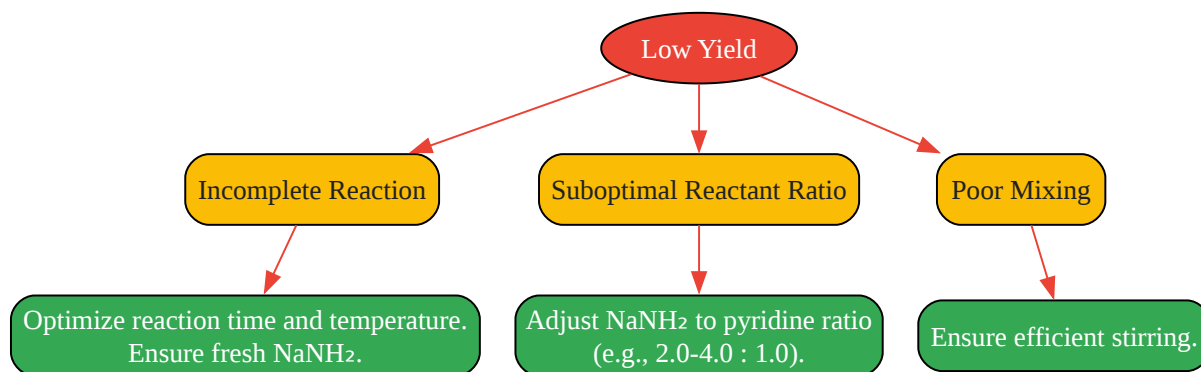 Low Yield
Incomplete Reaction
Suboptimal Reactant Ratio
Poor Mixing
Optimize reaction time and temperature.
Ensure fresh NaNH₂.
Adjust NaNH₂ to pyridine ratio
(e.g., 2.0-4.0 : 1.0).
Ensure efficient stirring.